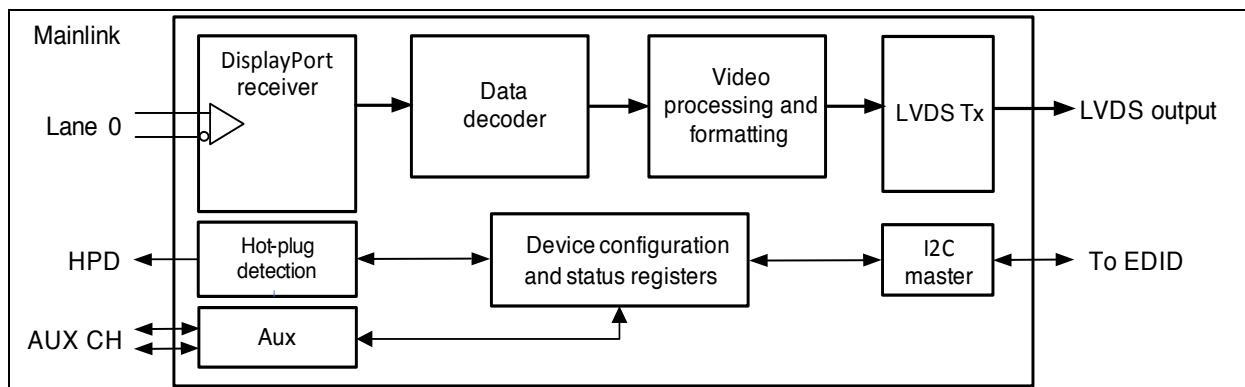 Mainlink
Lane 0
DisplayPort
receiver
Data
decoder
Video
processing and
formatting
LVDS Tx
LVDS output
HPD
Hot-plug
detection
Device configuration
and status registers
I2C
master
To EDID
AUX CH
Aux